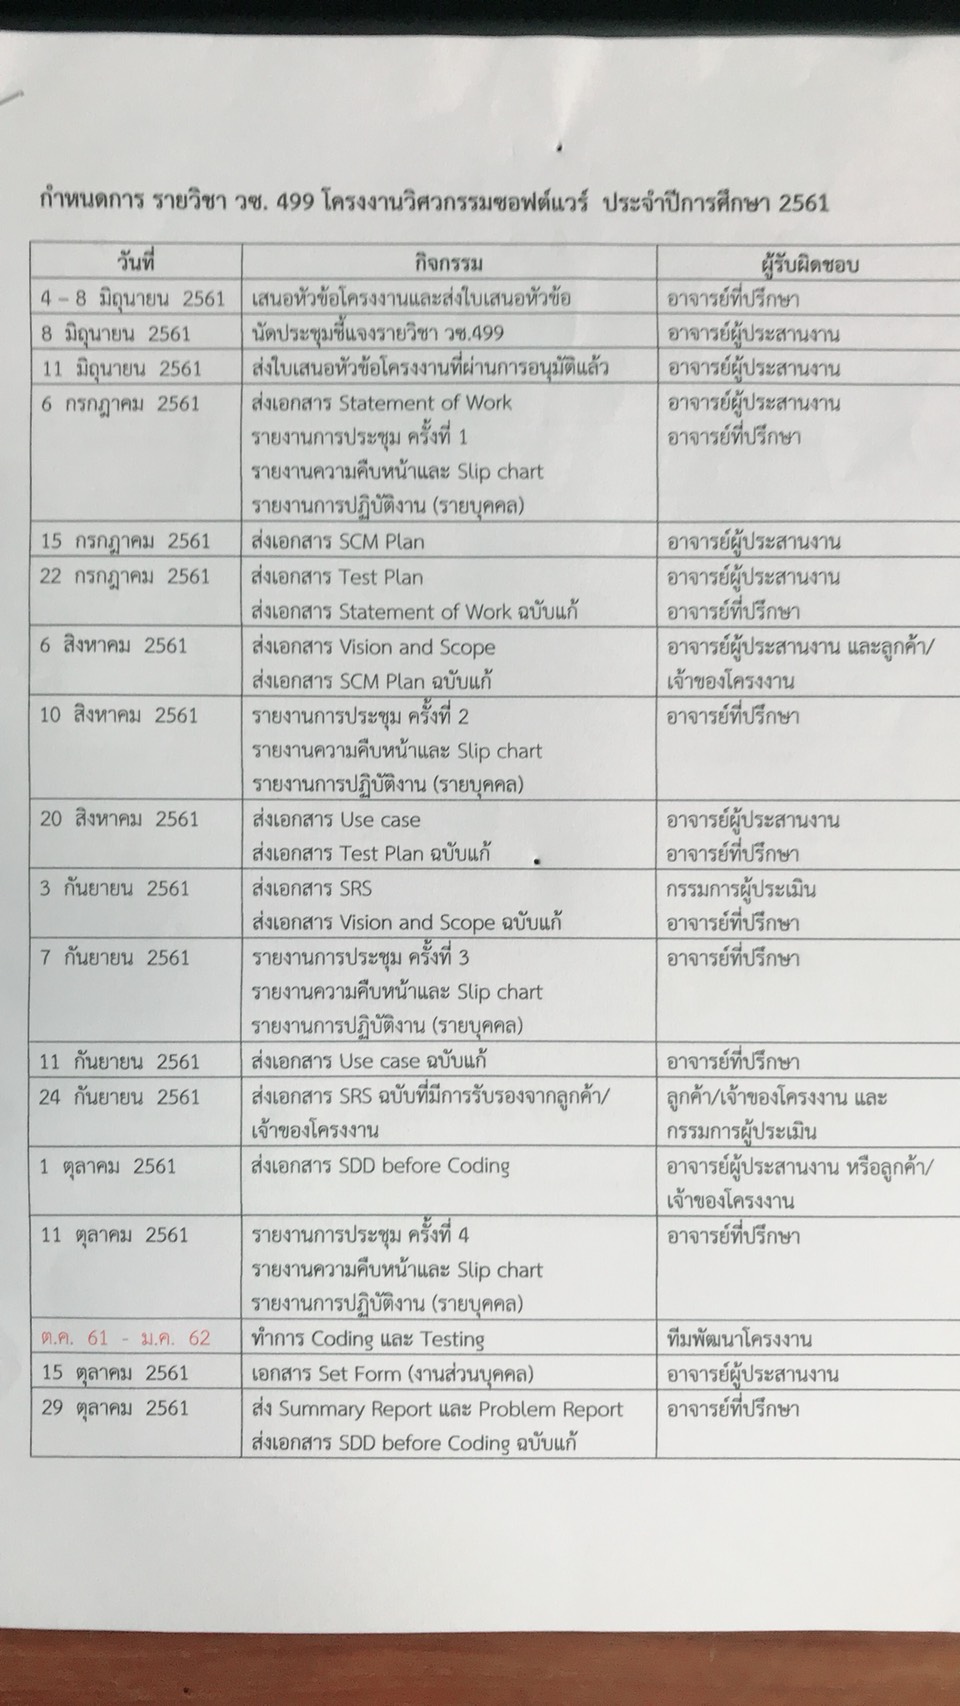 กำหนดการ รายวิชา วซ. 499 โครงงานวิศวกรรมซอฟต์แวร์ ประจำปีการศึกษา 2561
วันที่ กิจกรรม ผู้รับผิดชอบ
4 – 8 มิถุนายน 2561 เสนอหัวข้อโครงงานและส่งใบเสนอหัวข้อ อาจารย์ที่ปรึกษา
8 มิถุนายน 2561 นัดประชุมชี้แจงรายวิชา วซ.499 อาจารย์ผู้ประสานงาน
11 มิถุนายน 2561 ส่งใบเสนอหัวข้อโครงงานที่ผ่านการอนุมัติแล้ว อาจารย์ผู้ประสานงาน
6 กรกฎาคม 2561 ส่งเอกสาร Statement of Work อาจารย์ผู้ประสานงาน
รายงานการประชุม ครั้งที่ 1 อาจารย์ที่ปรึกษา
รายงานความคืบหน้าและ Slip chart
รายงานการปฏิบัติงาน (รายบุคคล)
15 กรกฎาคม 2561 ส่งเอกสาร SCM Plan อาจารย์ผู้ประสานงาน
22 กรกฎาคม 2561 ส่งเอกสาร Test Plan อาจารย์ผู้ประสานงาน
ส่งเอกสาร Statement of Work ฉบับแก้ อาจารย์ที่ปรึกษา
6 สิงหาคม 2561 ส่งเอกสาร Vision and Scope อาจารย์ผู้ประสานงาน และลูกค้า/
ส่งเอกสาร SCM Plan ฉบับแก้ เจ้าของโครงงาน
10 สิงหาคม 2561 รายงานการประชุม ครั้งที่ 2 อาจารย์ที่ปรึกษา
รายงานความคืบหน้าและ Slip chart
รายงานการปฏิบัติงาน (รายบุคคล)
20 สิงหาคม 2561 ส่งเอกสาร Use case อาจารย์ผู้ประสานงาน
ส่งเอกสาร Test Plan ฉบับแก้ อาจารย์ที่ปรึกษา
3 กันยายน 2561 ส่งเอกสาร SRS กรรมการผู้ประเมิน
ส่งเอกสาร Vision and Scope ฉบับแก้ อาจารย์ที่ปรึกษา
7 กันยายน 2561 รายงานการประชุม ครั้งที่ 3 อาจารย์ที่ปรึกษา
รายงานความคืบหน้าและ Slip chart
รายงานการปฏิบัติงาน (รายบุคคล)
11 กันยายน 2561 ส่งเอกสาร Use case ฉบับแก้ อาจารย์ที่ปรึกษา
24 กันยายน 2561 ส่งเอกสาร SRS ฉบับที่มีการรับรองจากลูกค้า/ ลูกค้า/เจ้าของโครงงาน และ
เจ้าของโครงงาน กรรมการผู้ประเมิน
1 ตุลาคม 2561 ส่งเอกสาร SDD before Coding อาจารย์ผู้ประสานงาน หรือลูกค้า/
เจ้าของโครงงาน
11 ตุลาคม 2561 รายงานการประชุม ครั้งที่ 4 อาจารย์ที่ปรึกษา
รายงานความคืบหน้าและ Slip chart
รายงานการปฏิบัติงาน (รายบุคคล)
ต.ค. 61 - ม.ค. 62 ทำการ Coding และ Testing ทีมพัฒนาโครงงาน
15 ตุลาคม 2561 เอกสาร Set Form (งานส่วนบุคคล) อาจารย์ผู้ประสานงาน
29 ตุลาคม 2561 ส่ง Summary Report และ Problem Report อาจารย์ที่ปรึกษา
ส่งเอกสาร SDD before Coding ฉบับแก้